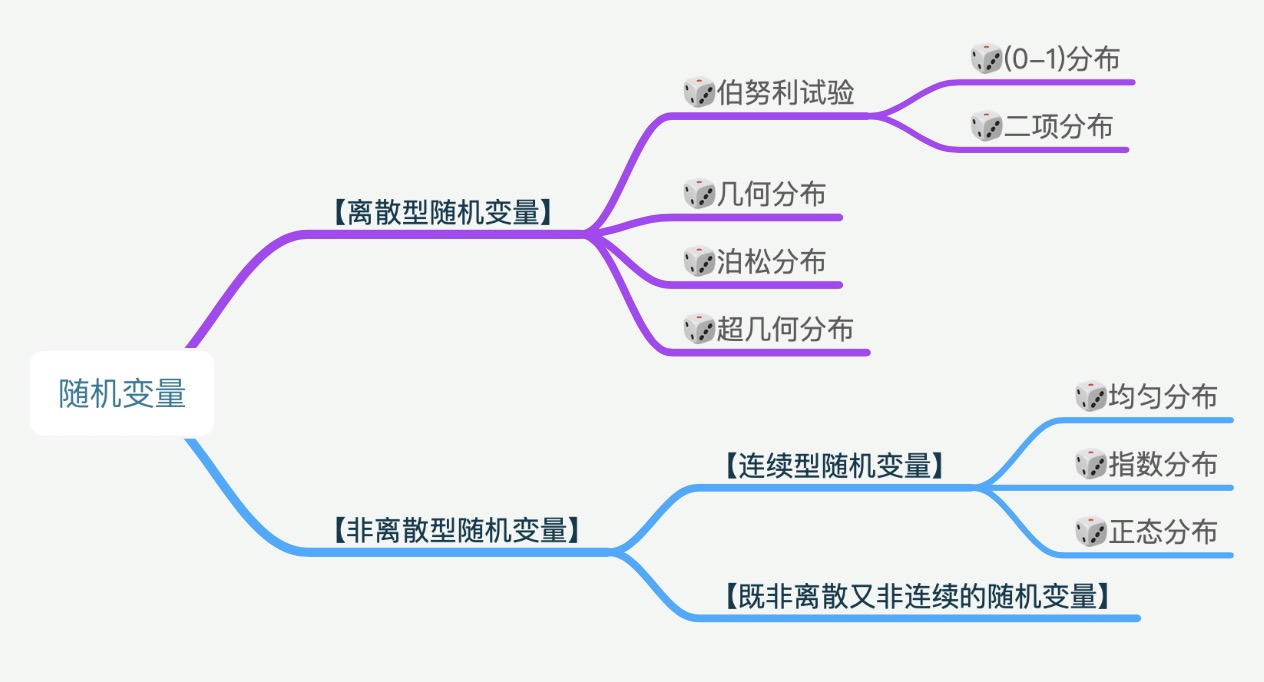 随机变量
【离散型随机变量】
🎲伯努利试验
🎲(0-1)分布
🎲二项分布
🎲几何分布
🎲泊松分布
🎲超几何分布
【非离散型随机变量】
【连续型随机变量】
🎲均匀分布
🎲指数分布
🎲正态分布
【既非离散又非连续的随机变量】